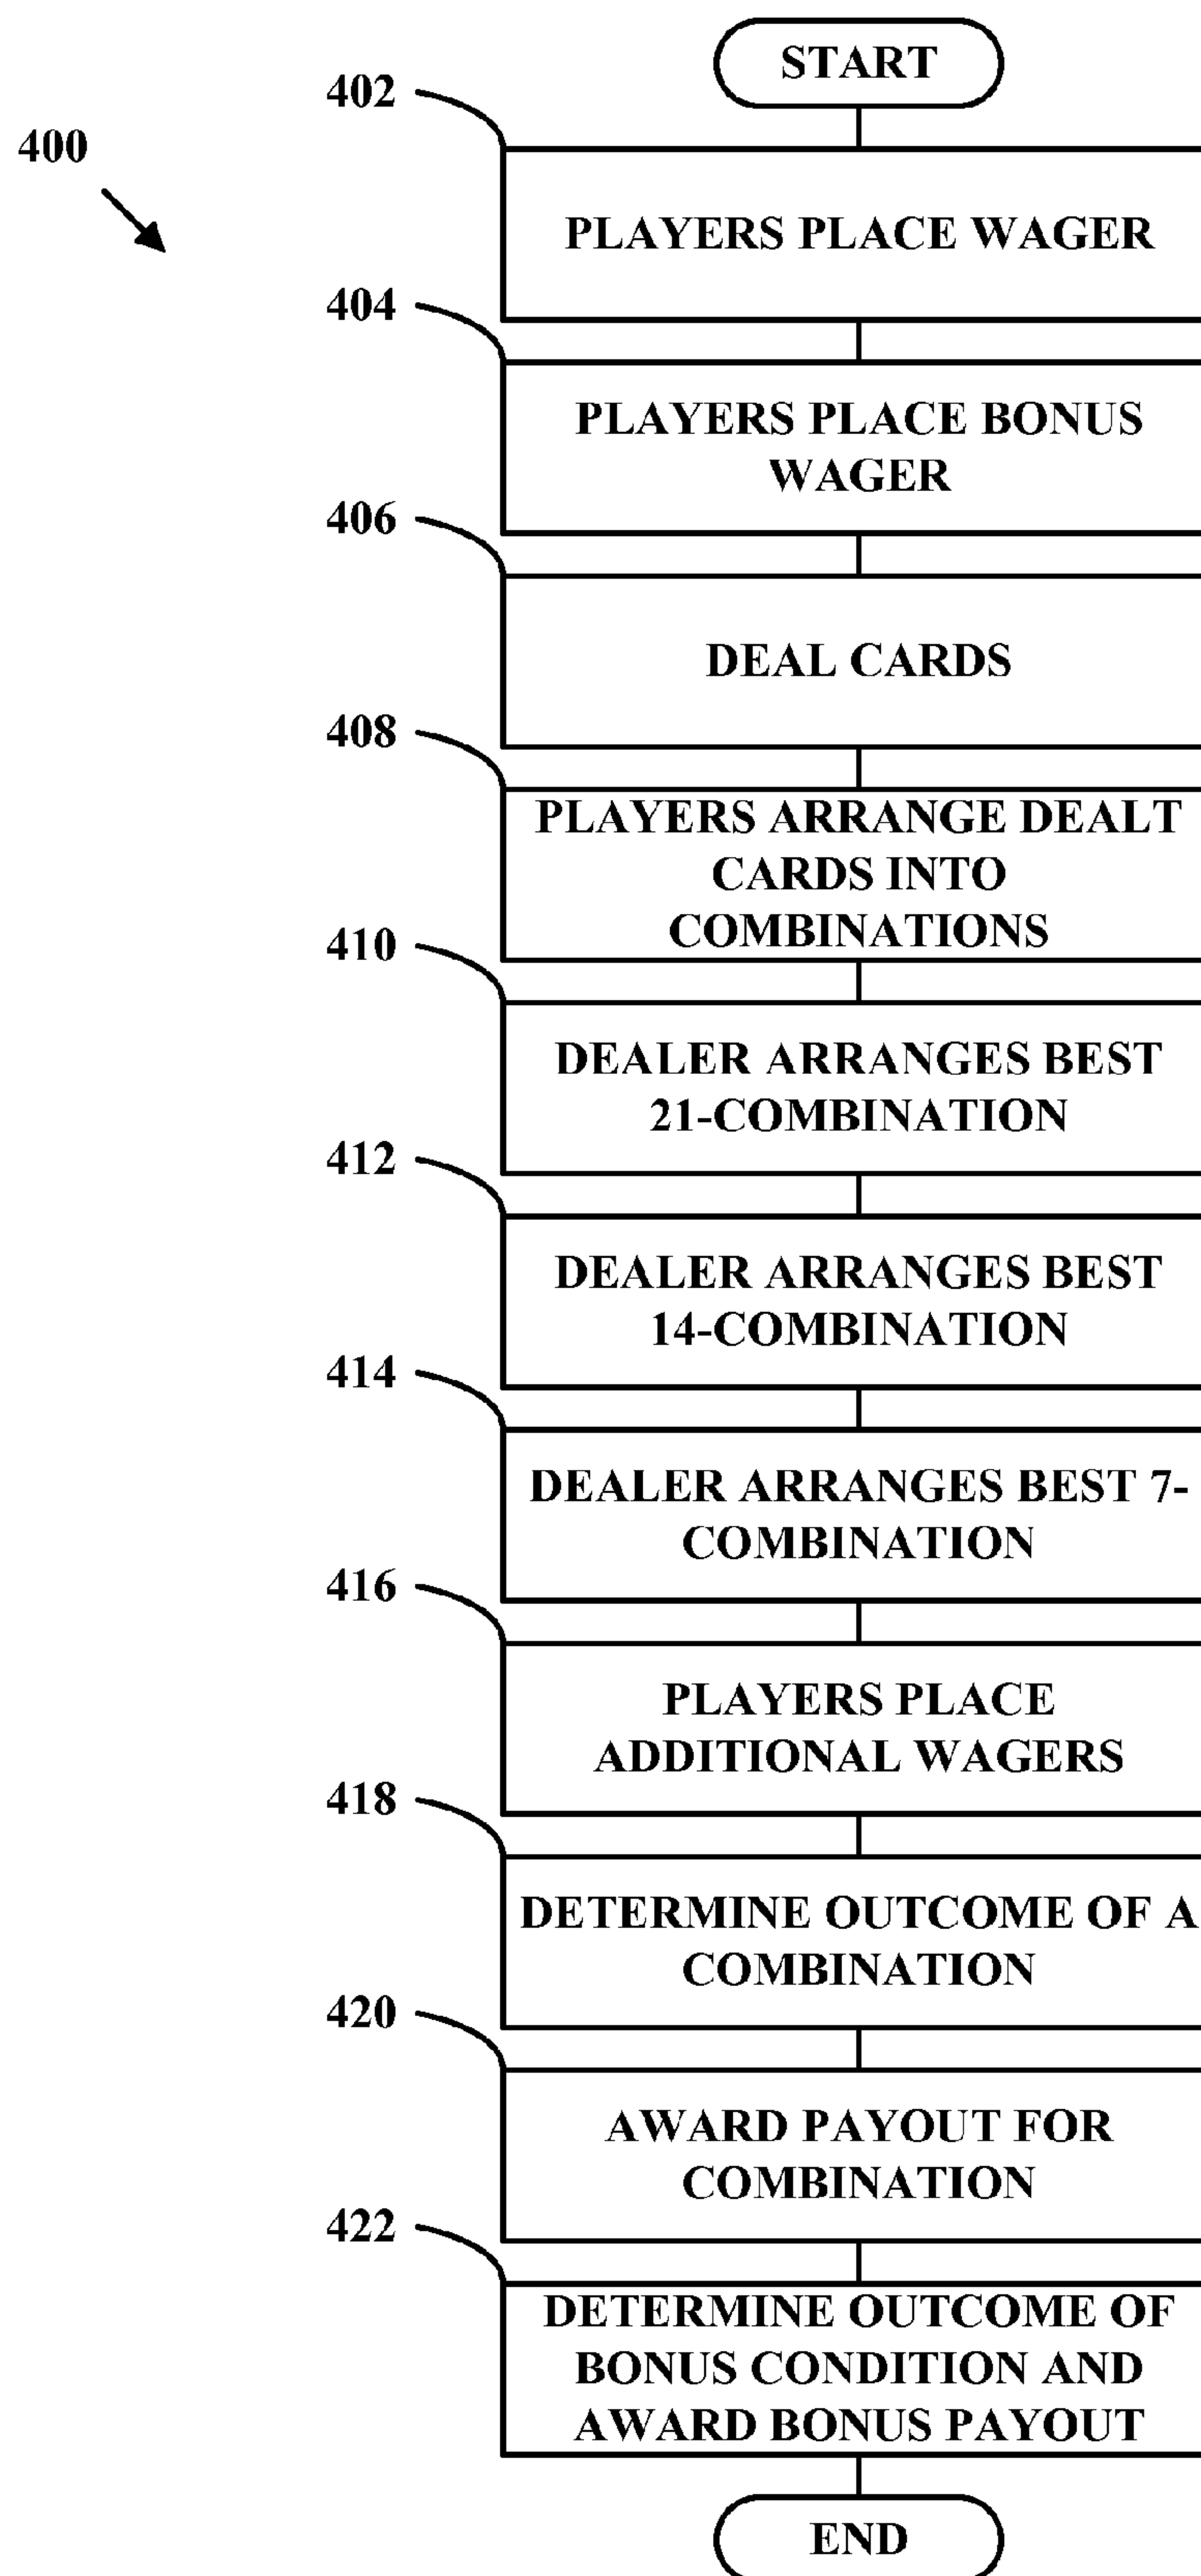 START
402
400
PLAYERS PLACE WAGER
404
PLAYERS PLACE BONUS
WAGER
406
DEAL CARDS
408
PLAYERS ARRANGE DEALT
CARDS INTO
COMBINATIONS
410
DEALER ARRANGES BEST
21-COMBINATION
412
DEALER ARRANGES BEST
14-COMBINATION
414
DEALER ARRANGES BEST 7-
COMBINATION
416
PLAYERS PLACE
ADDITIONAL WAGERS
418
DETERMINE OUTCOME OF A
COMBINATION
420
AWARD PAYOUT FOR
COMBINATION
422
DETERMINE OUTCOME OF
BONUS CONDITION AND
AWARD BONUS PAYOUT
END